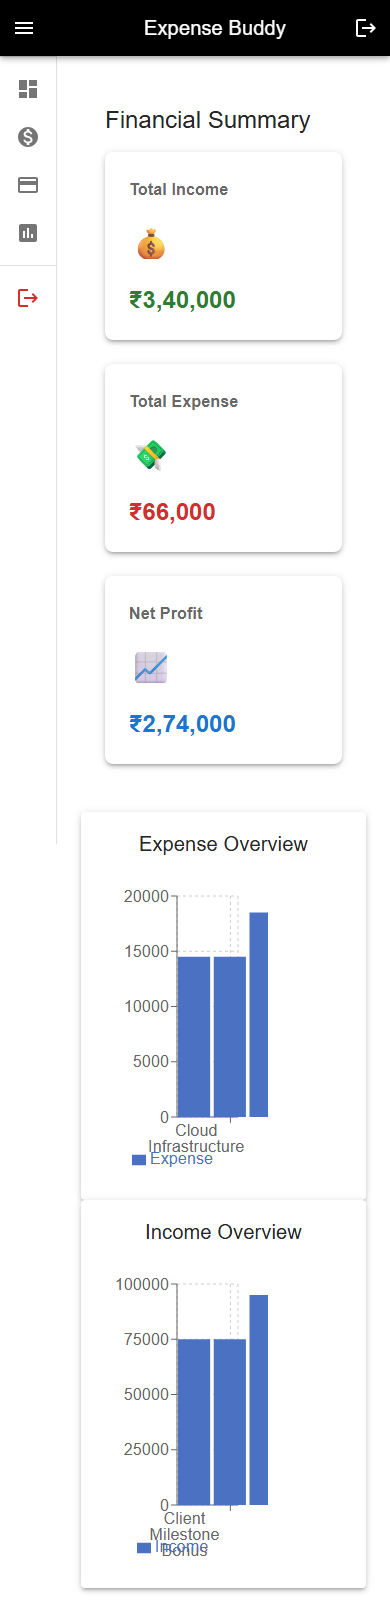 Expense Buddy
Financial Summary
Total Income
₹3,40,000
Total Expense
₹66,000
Net Profit
₹2,74,000
Expense Overview
20000
15000
10000
5000
0
Cloud
Infrastructure
Expense
Income Overview
100000
75000
50000
25000
0
Client
Milestone
Bonus
Income